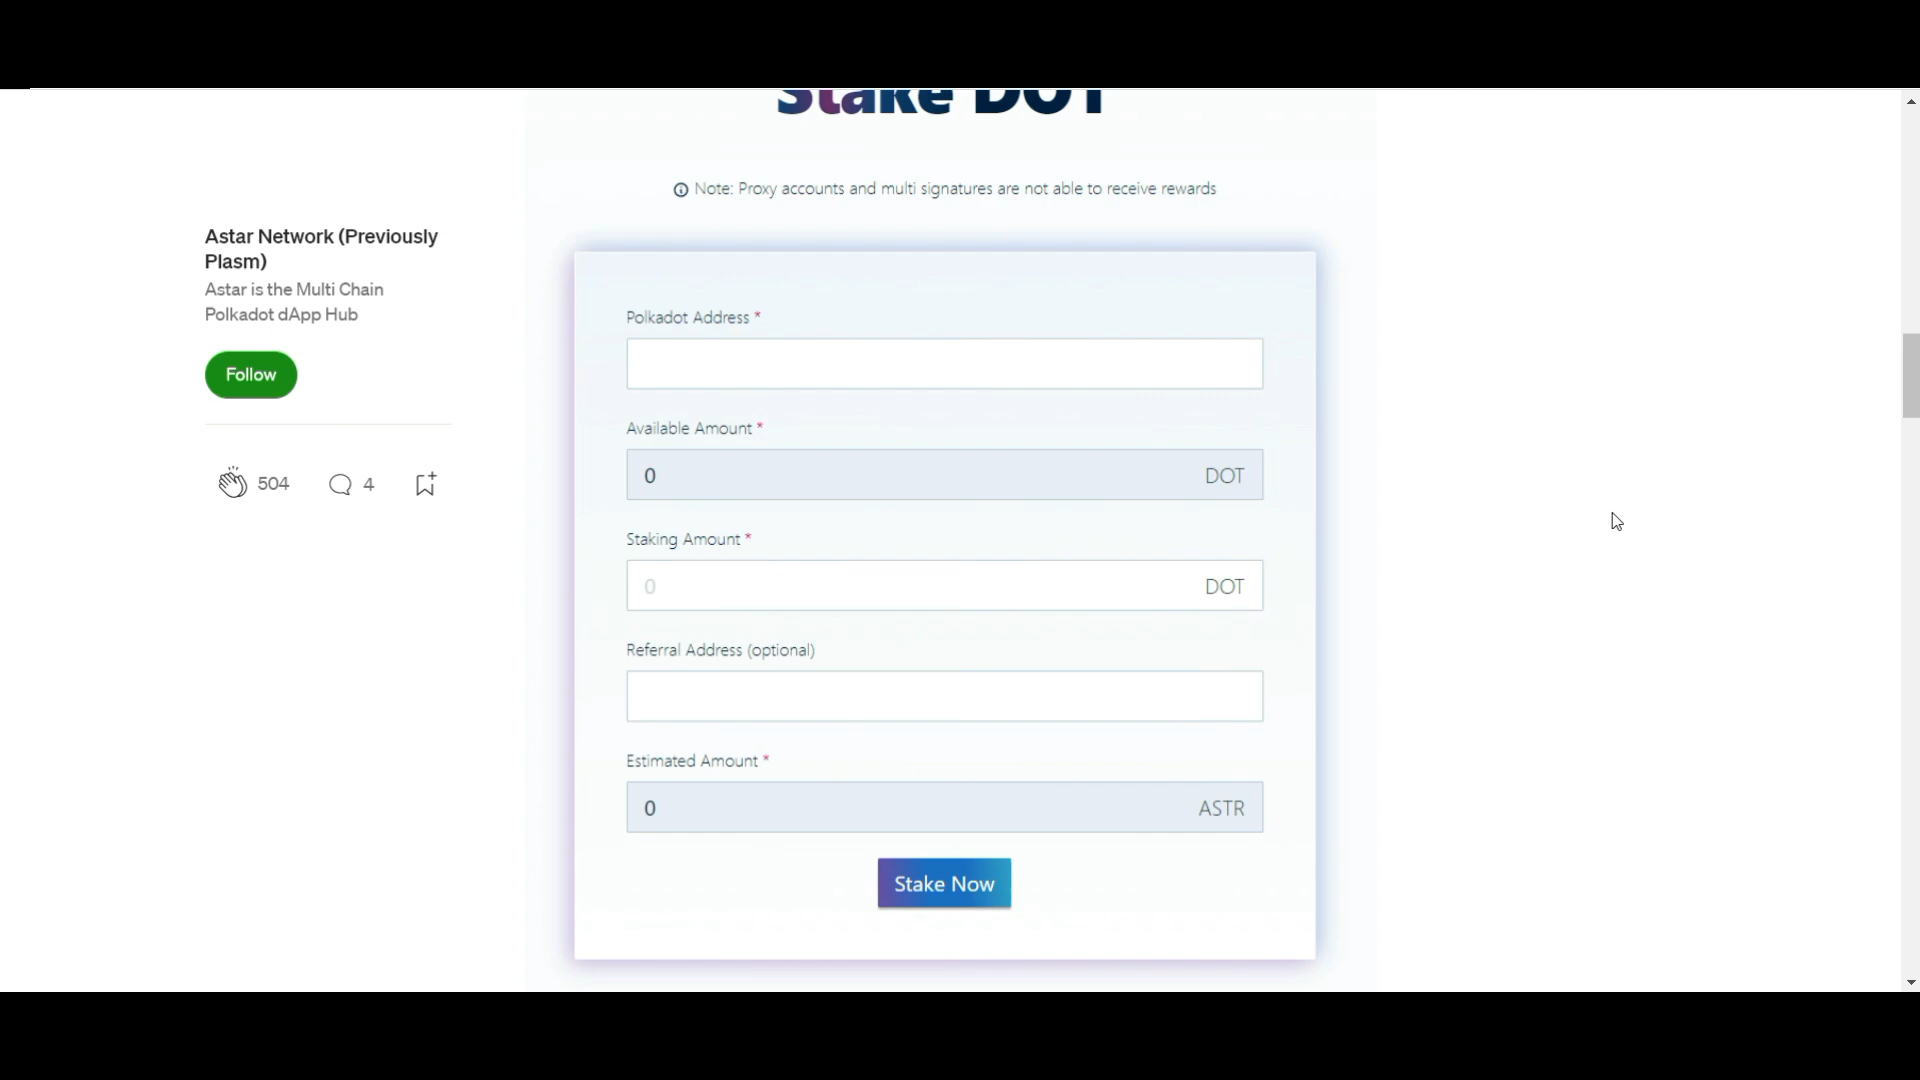 Stake DOT
Note: Proxy accounts and multi signatures are not able to receive rewards
Astar Network (Previously
Plasm)
Astar is the Multi Chain
Polkadot dApp Hub
Follow
504
4
Polkadot Address *
Available Amount *
0 DOT
Staking Amount *
0 DOT
Referral Address (optional)
Estimated Amount *
0 ASTR
Stake Now